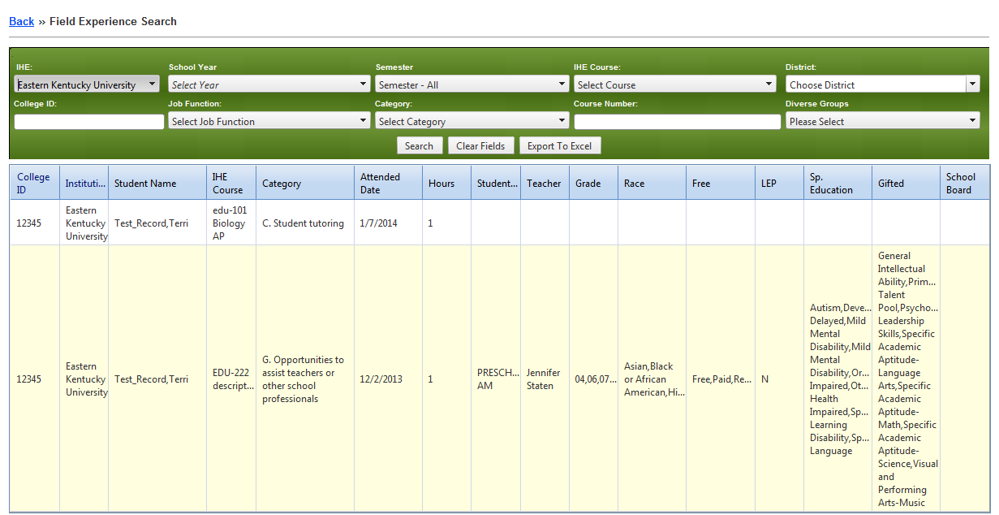 Back » Field Experience Search
IHE: School Year Semester IHE Course: District:
Eastern Kentucky University Select Year Semester - All Select Course Choose District
College ID: Job Function: Category: Course Number: Diverse Groups
Select Job Function Select Category Please Select
Search Clear Fields Export To Excel
College ID
Instituti...
Student Name
IHE
Course
Category
Attended
Date
Hours
Student...
Teacher
Grade
Race
Free
LEP
Sp.
Education
Gifted
School
Board
12345
Eastern
Kentucky
University
Test_Record,Terri
edu-101
Biology
AP
C. Student tutoring
1/7/2014
1
12345
Eastern
Kentucky
University
Test_Record,Terri
EDU-222
descript...
G. Opportunities to
assist teachers or
other school
professionals
12/2/2013
1
PRESCH...
AM
Jennifer
Staten
04,06,07...
Asian,Black
or African
American,Hi...
Free,Paid,Re...
N
Autism,Deve...
Delayed,Mild
Mental
Disability,Mild
Mental
Disability,Or...
Impaired,Ot...
Health
Impaired,Sp...
Learning
Disability,Sp...
Language
General
Intellectual
Ability,Prim...
Talent
Pool,Psycho...
Leadership
Skills,Specific
Academic
Aptitude-
Language
Arts,Specific
Academic
Aptitude-
Math,Specific
Academic
Aptitude-
Science,Visual
and
Performing
Arts-Music